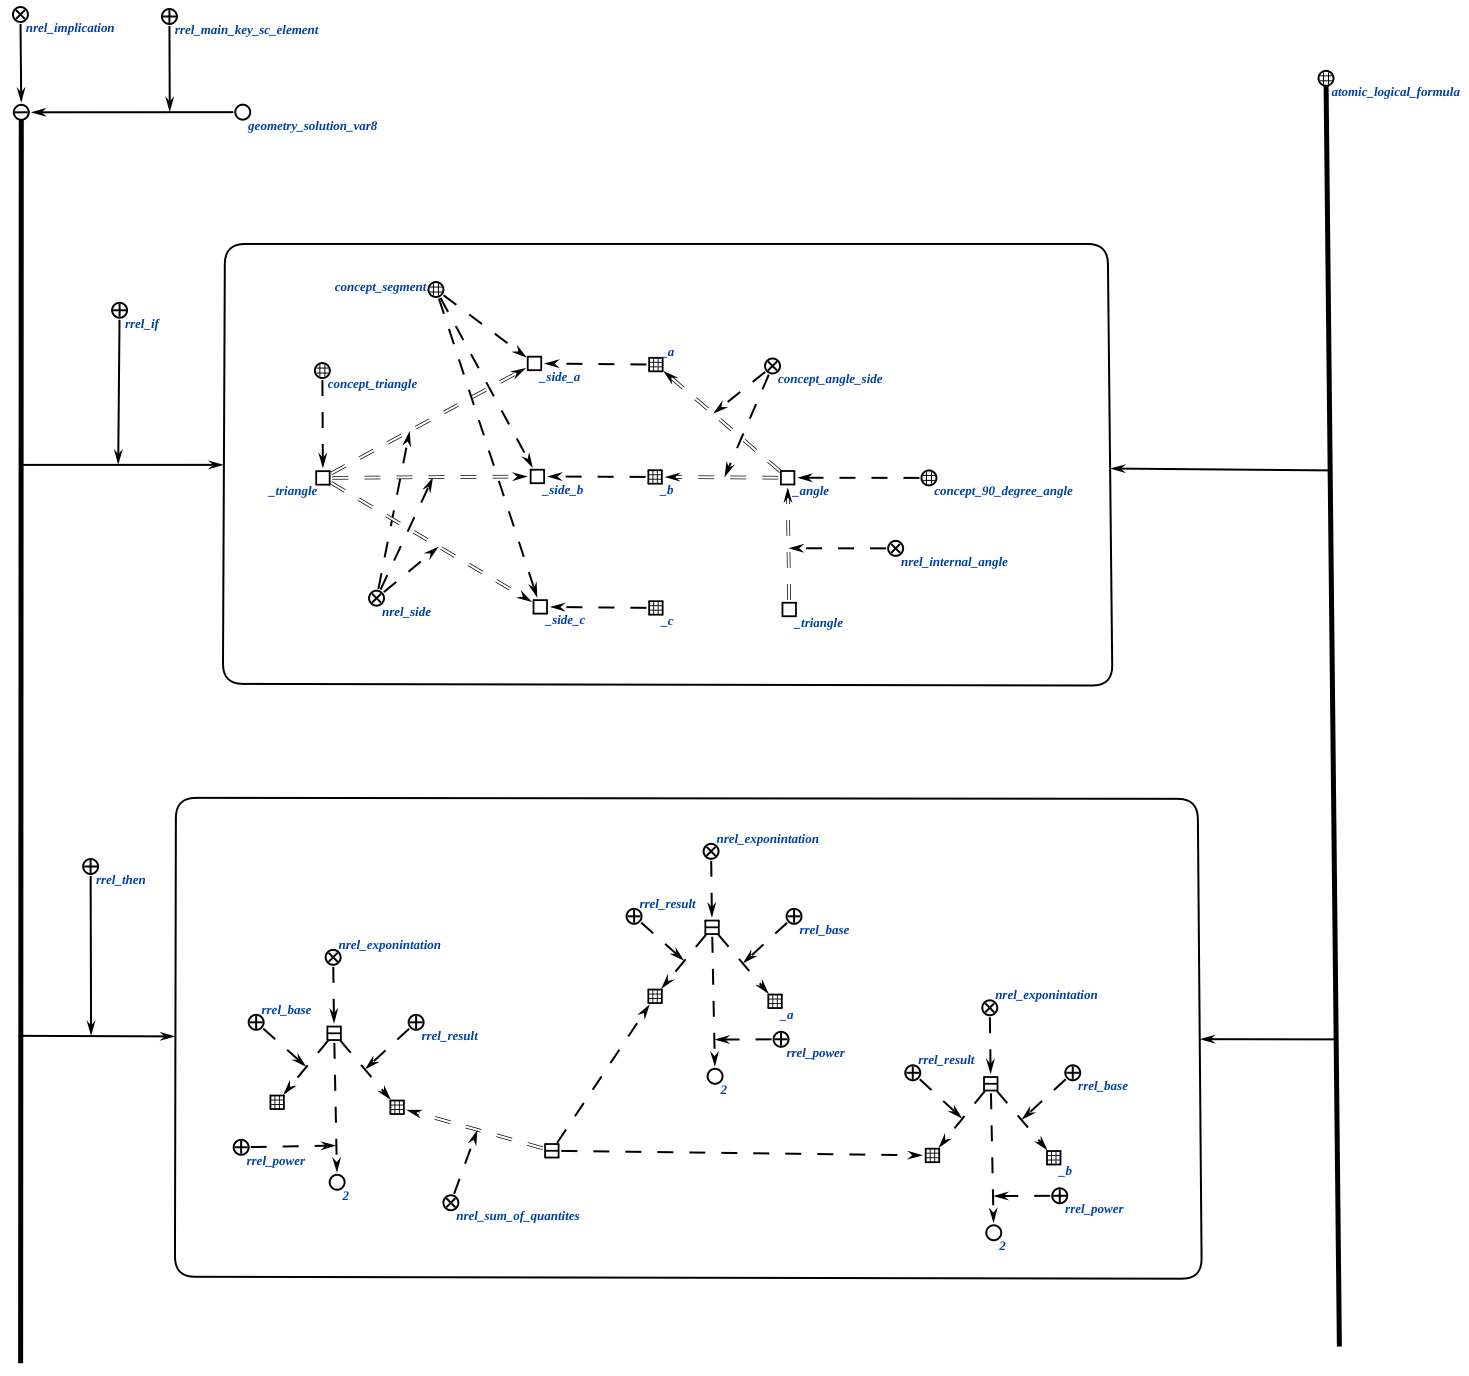 nrel_implication
rrel_main_key_sc_element
atomic_logical_formula
geometry_solution_var8
concept_segment
rrel_if
_a
concept_triangle
_side_a
concept_angle_side
_triangle
_side_b
_b
_angle
concept_90_degree_angle
nrel_internal_angle
nrel_side
_side_c
_c
_triangle
nrel_exponintation
rrel_then
rrel_result
rrel_base
nrel_exponintation
nrel_exponintation
rrel_base
_a
rrel_result
rrel_power
rrel_result
rrel_base
2
rrel_power
_b
2
nrel_sum_of_quantites
rrel_power
2